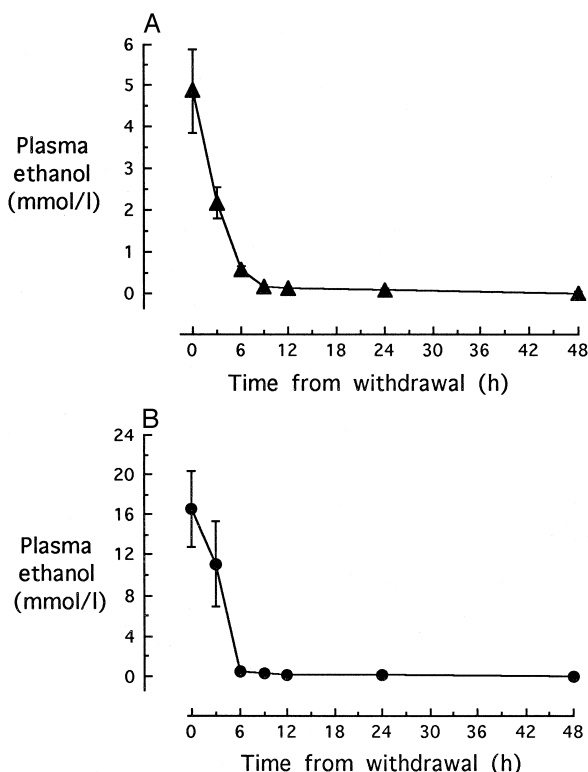 A
6
5
4
3
2
1
0
Plasma
ethanol
(mmol/l)
0 6 12 18 24 30 36 42 48
Time from withdrawal (h)
B
24
20
16
12
8
4
0
Plasma
ethanol
(mmol/l)
0 6 12 18 24 30 36 42 48
Time from withdrawal (h)